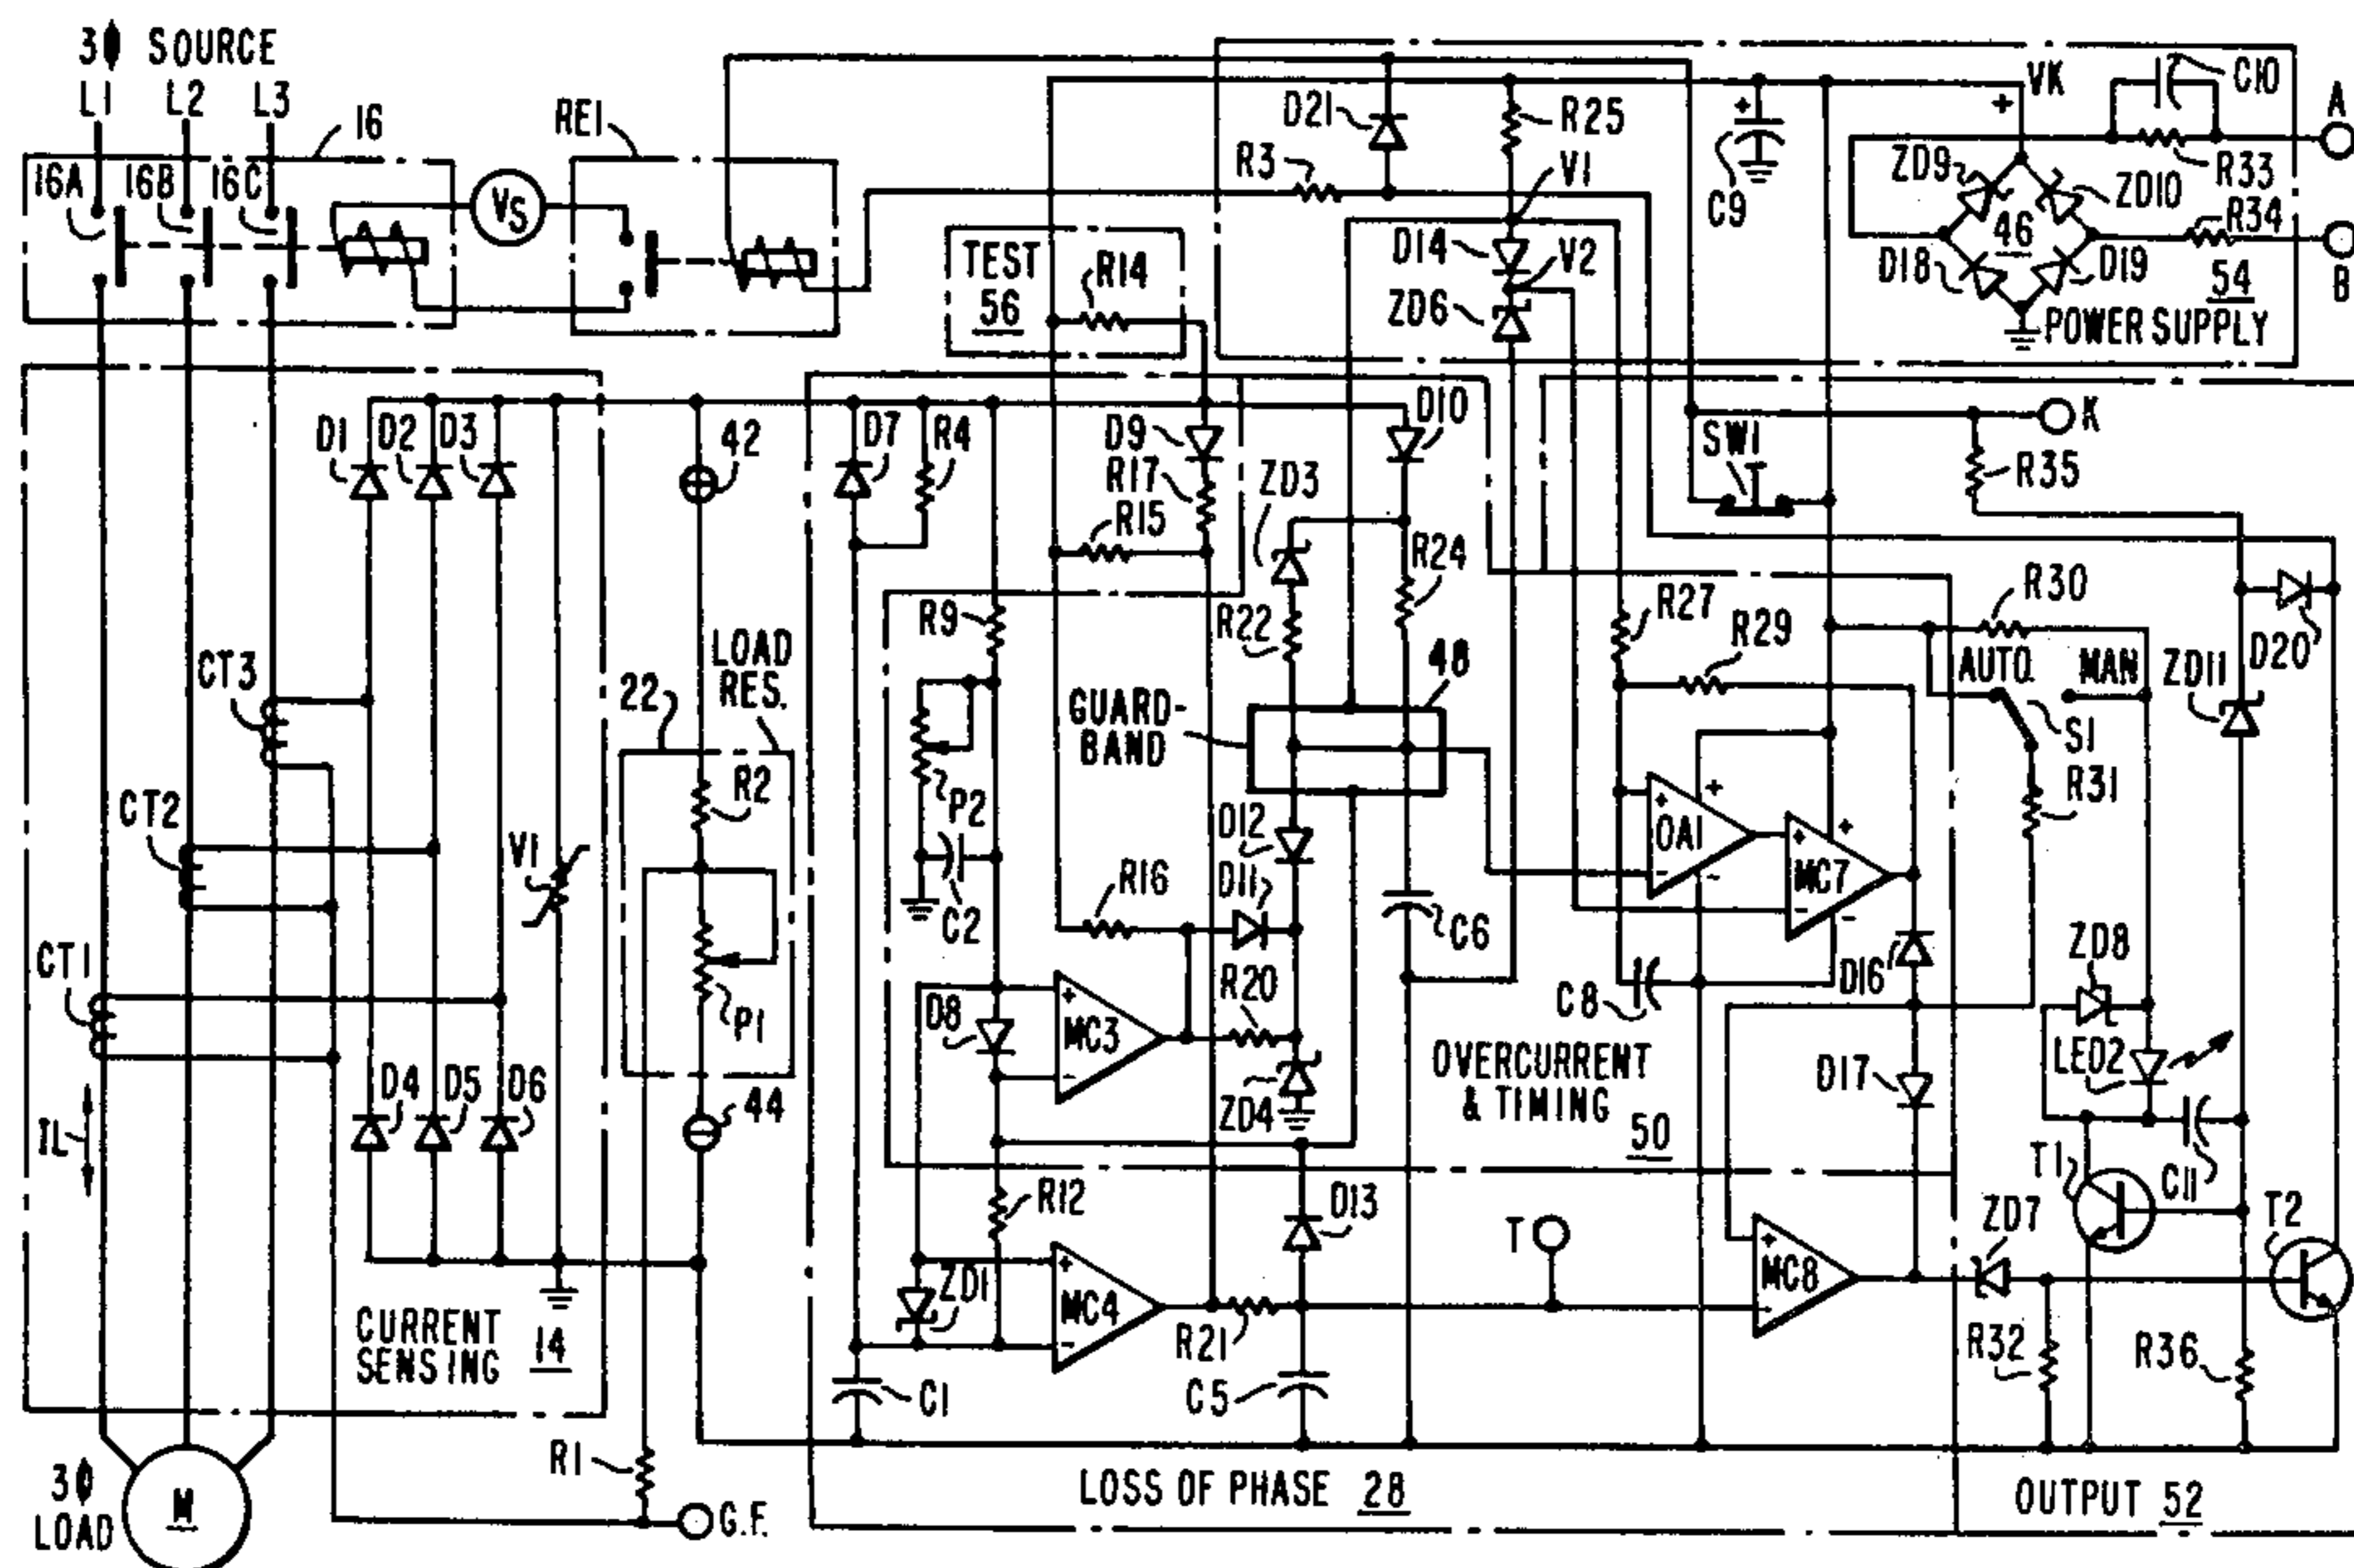 3ϕ SOURCE
L1 L2 L3
16
RE1
16A 16B 16C
VS
D21
R3
R25
V1
C9
VK
+
+
C10
A
R33
ZD9
ZD10
46
R34
D18
D19
54
B
POWER SUPPLY
TEST
56
R14
D14
V2
ZD6
D1 D2 D3
42
D7 R4
D9
R17
R15
ZD3
D10
R24
SW1
K
R35
R9
R22
R27
R29
R30
D20
AUTO. MAN
ZD11
S1
R31
CT3
LOAD
RES.
22
48
GUARD-
BAND
R2
P2
CT2
V1
C2
D12
D11
R16
C6
OA1
+
-
+
-
MC7
+
-
+
-
CT1
P1
D8
MC3
+
-
R20
C8
D16
ZD8
LED2
OVERCURRENT
& TIMING
50
D17
ZD4
D4 D5 D6
44
IL
R12
D13
T
T1
C11
ZD7
T2
ZD1
MC4
+
-
MC8
+
-
CURRENT
SENSING 14
R21
C5
C1
R32
R36
R1
3ϕ
LOAD
M
G.F.
LOSS OF PHASE 28
OUTPUT 52